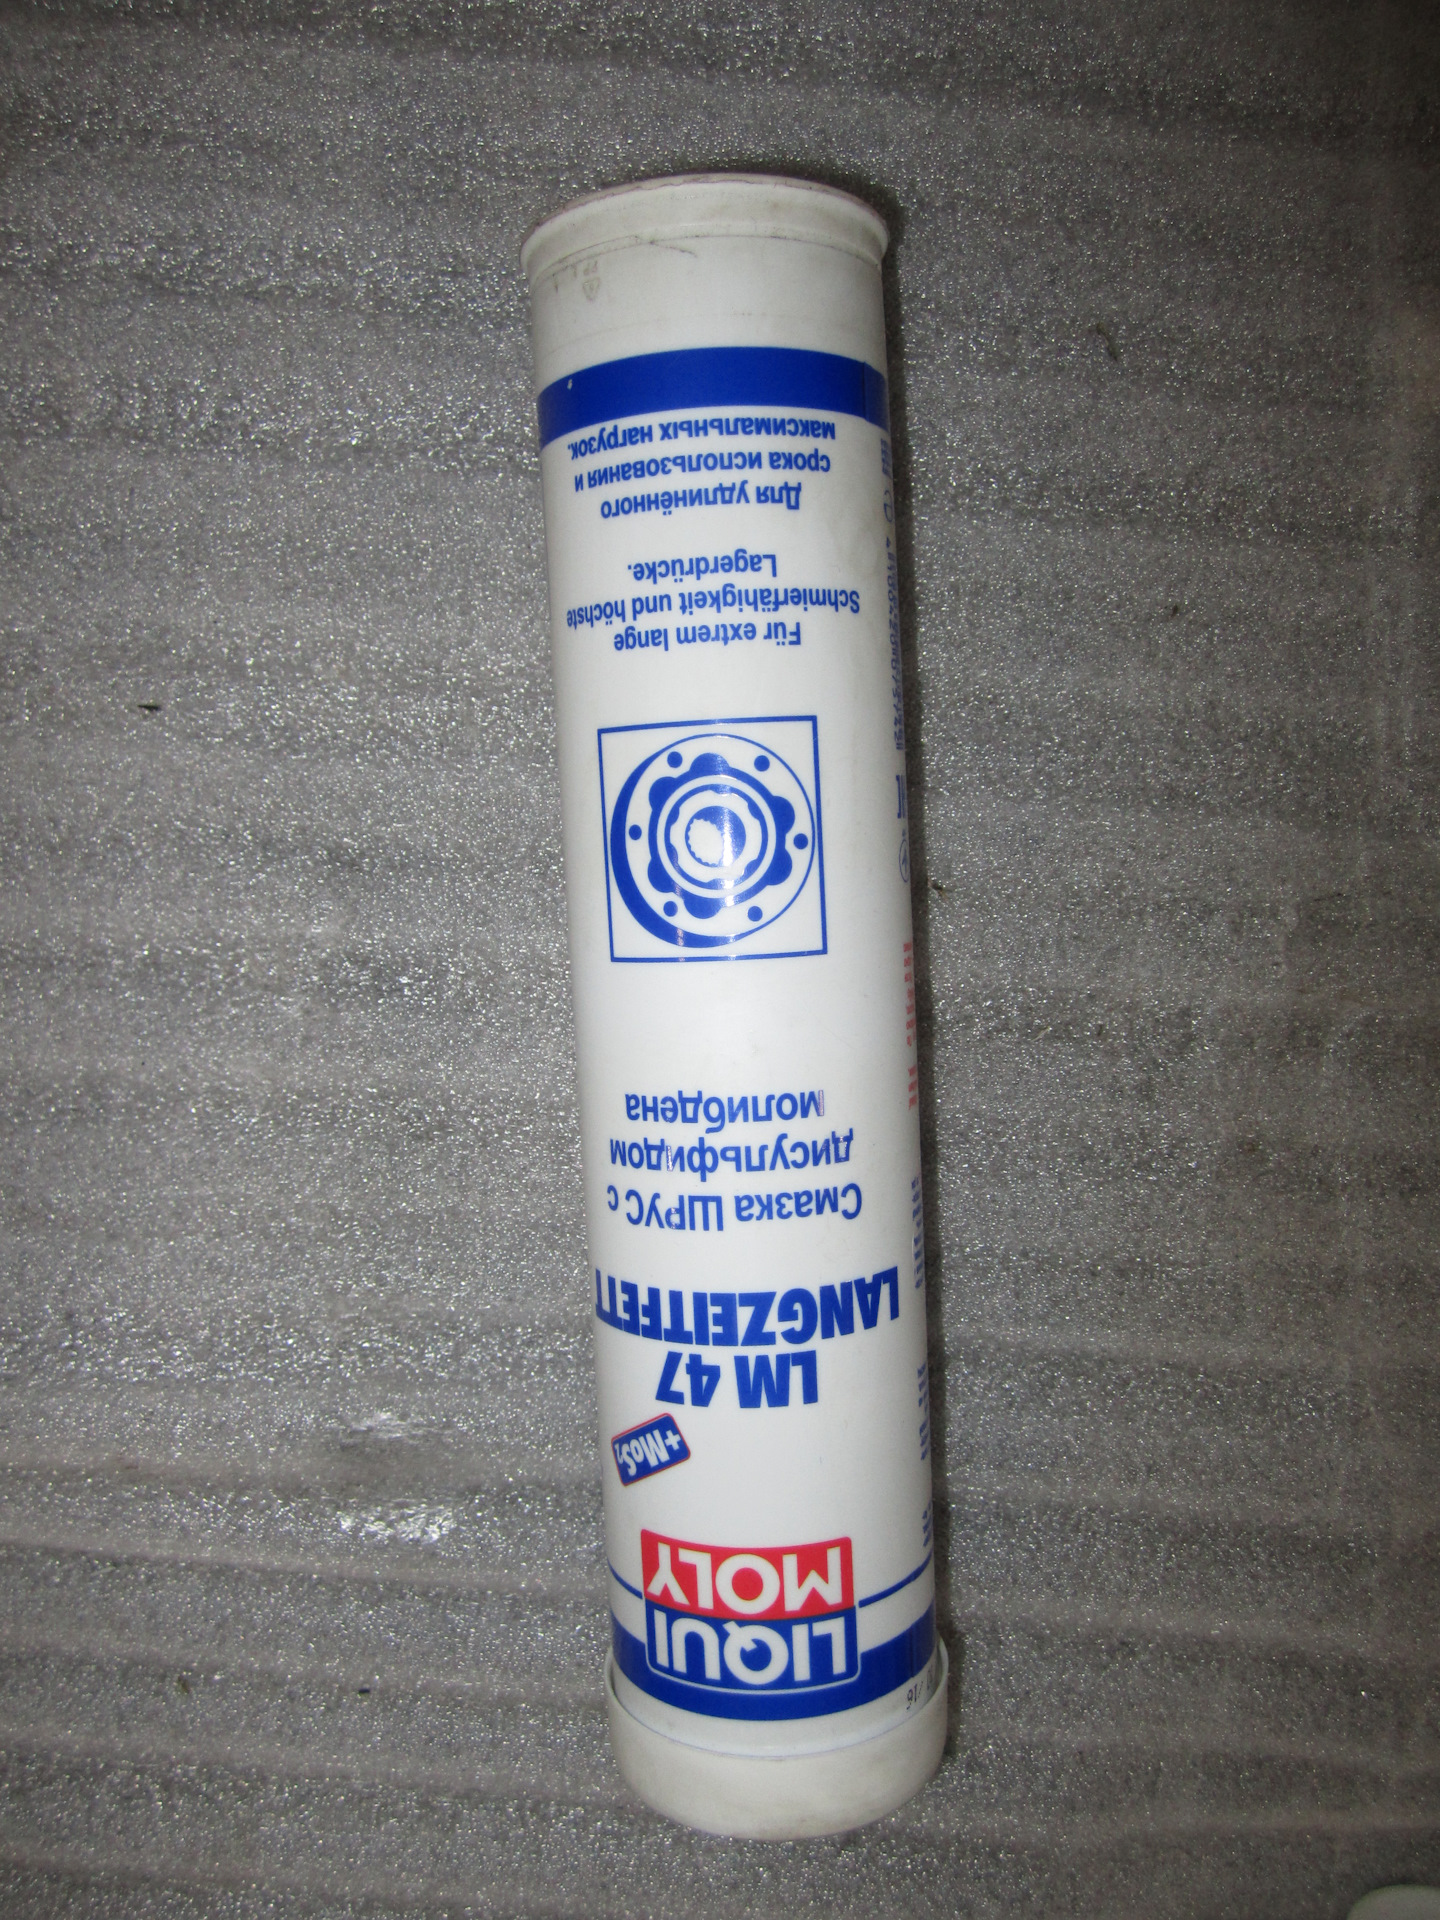 LIQUI
MOLY
+MoS2
LM 47
LANGZEITFETT
Смазка ШРУС с
дисульфидом
молибдена
Für extrem lange
Schmierfähigkeit und höchste
Lagerdrücke.
Для удлинённого
срока использования и
максимальных нагрузок.
PP